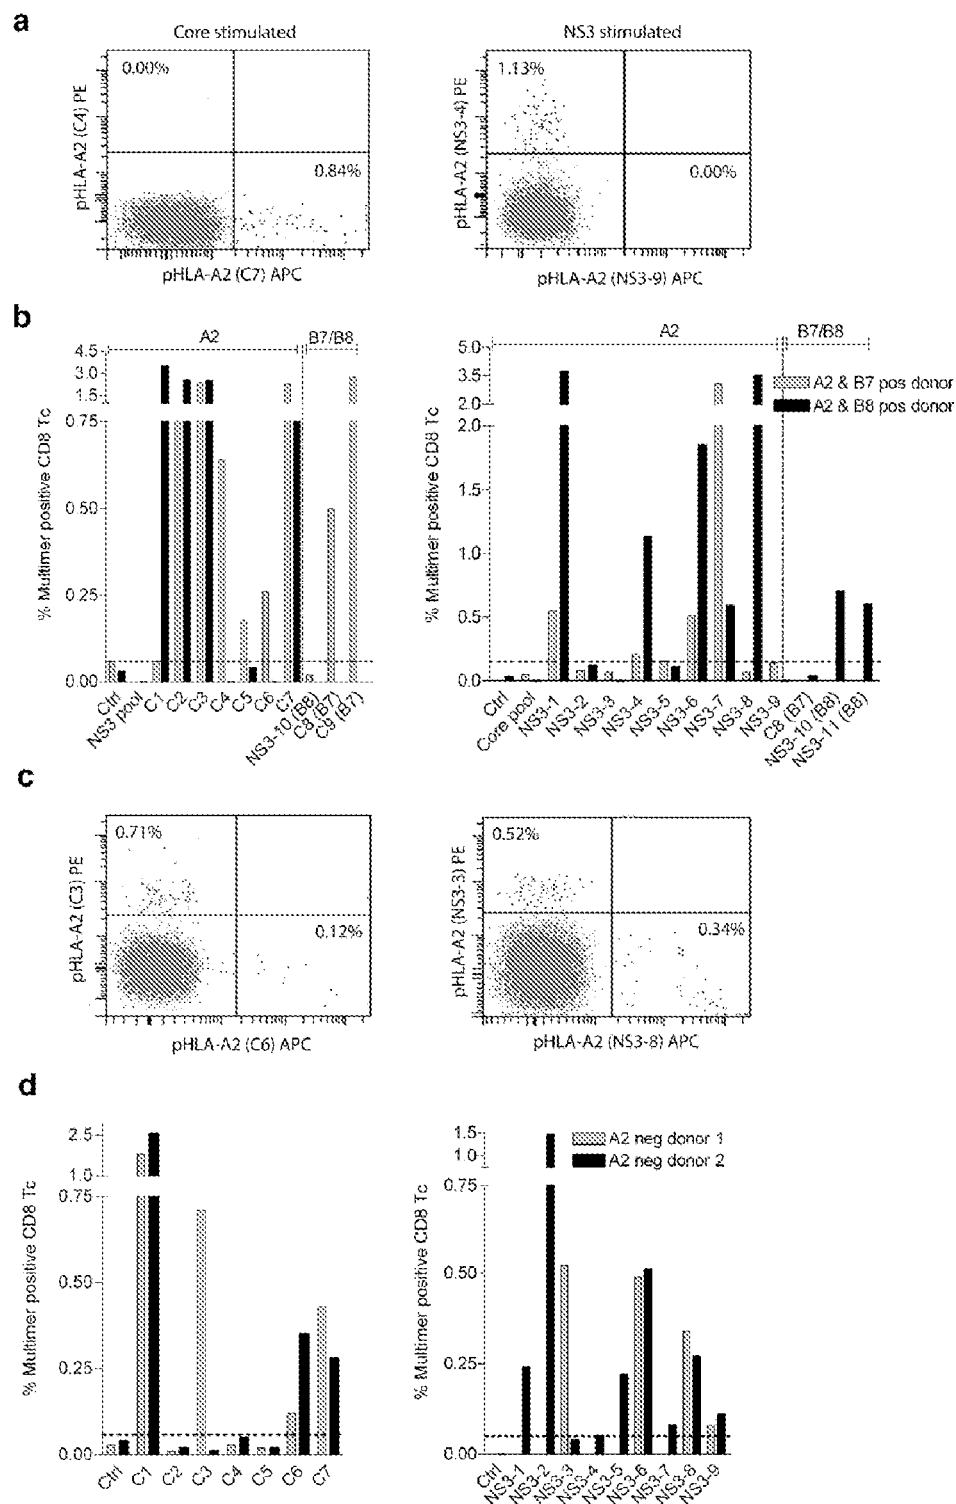 a
Core stimulated
NS3 stimulated
0.00%
0.84%
pHLA-A2 (C4) PE
pHLA-A2 (C7) APC
1.13%
0.00%
pHLA-A2 (NS3-4) PE
pHLA-A2 (NS3-9) APC
b
A2
B7/B8
4.5
3.0
1.5
0.75
0.50
0.25
0.00
% Multimer positive CD8 Tc
Ctrl
NS3 pool
C1
C2
C3
C4
C5
C6
C7
NS3-10 (B8)
C8 (B7)
C9 (B7)
A2
B7/B8
5.0
3.5
2.0
2.0
1.5
1.0
0.5
0.0
% Multimer positive CD8 Tc
A2 & B7 pos donor
A2 & B8 pos donor
Ctrl
Core pool
NS3-1
NS3-2
NS3-3
NS3-4
NS3-5
NS3-6
NS3-7
NS3-8
NS3-9
C8 (B7)
NS3-10 (B8)
NS3-11 (B8)
c
0.71%
0.12%
pHLA-A2 (C3) PE
pHLA-A2 (C6) APC
0.52%
0.34%
pHLA-A2 (NS3-3) PE
pHLA-A2 (NS3-8) APC
d
2.5
1.0
0.75
0.50
0.25
0.00
% Multimer positive CD8 Tc
Ctrl
C1
C2
C3
C4
C5
C6
C7
1.5
1.0
0.75
0.50
0.25
0.00
% Multimer positive CD8 Tc
A2 neg donor 1
A2 neg donor 2
Ctrl
NS3-1
NS3-2
NS3-3
NS3-4
NS3-5
NS3-6
NS3-7
NS3-8
NS3-9